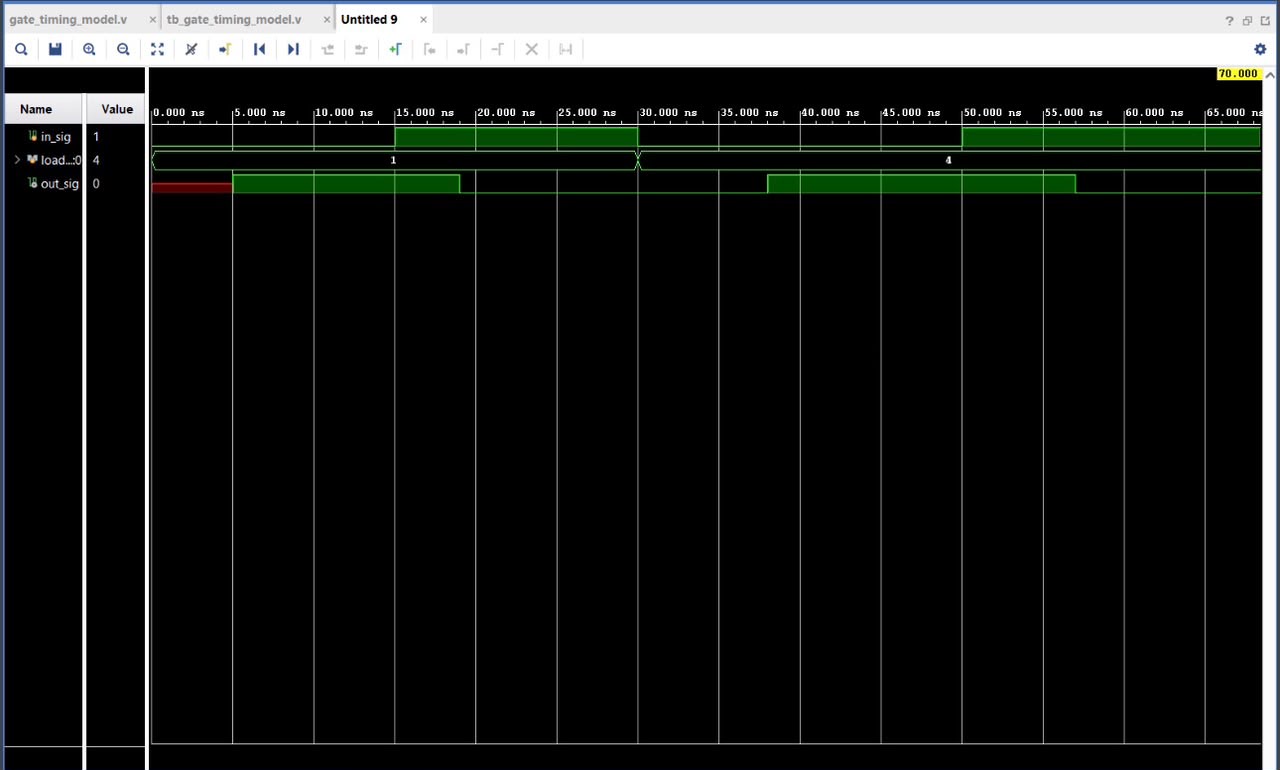 gate_timing_model.v × tb_gate_timing_model.v × Untitled 9 × ?
70.000
Name Value 0.000 ns 5.000 ns 10.000 ns 15.000 ns 20.000 ns 25.000 ns 30.000 ns 35.000 ns 40.000 ns 45.000 ns 50.000 ns 55.000 ns 60.000 ns 65.000 ns
in_sig 1
load...:0 4 1 4
out_sig 0